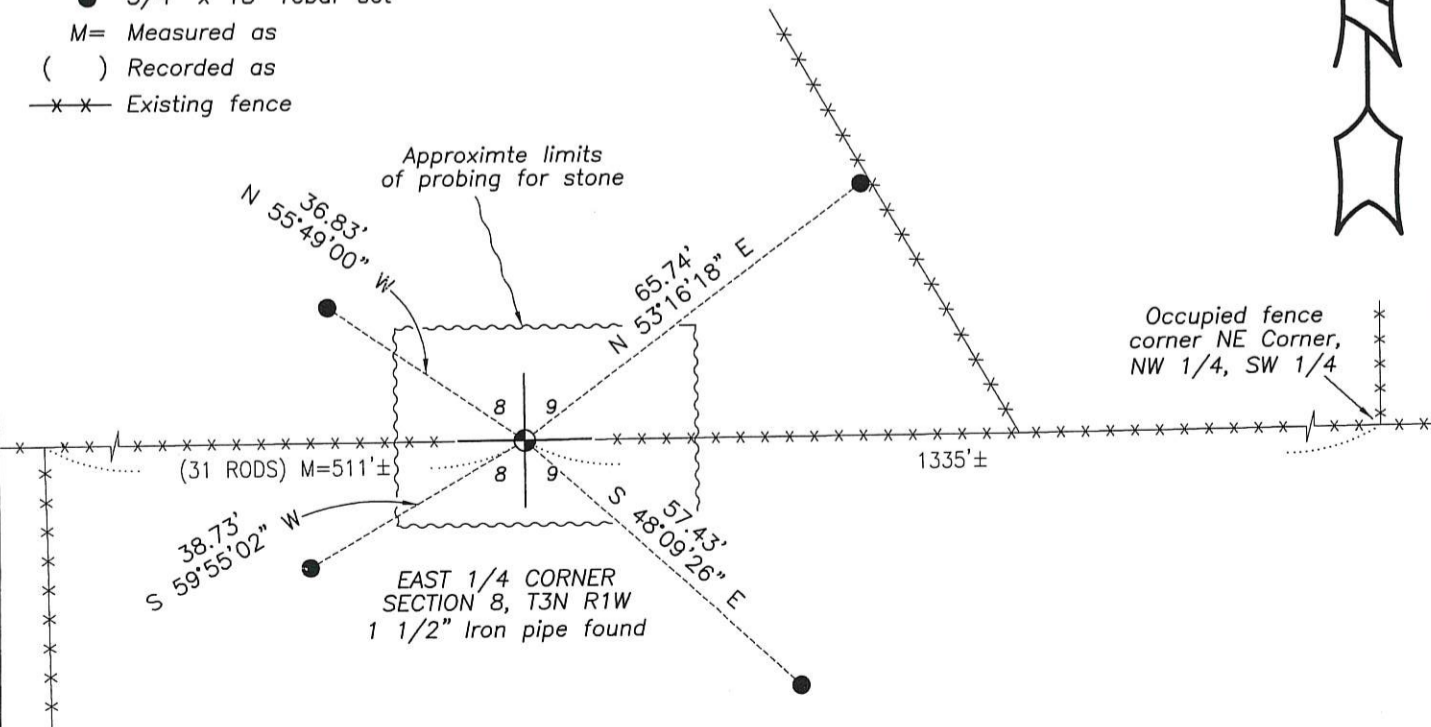 M= Measured as
( ) Recorded as
Existing fence
Approximte limits
of probing for stone
36.83'
N 55°49'00" W
65.74'
N 53°16'18" E
Occupied fence
corner NE Corner,
NW 1/4, SW 1/4
8 9
(31 RODS) M=511'±
8 9
1335'±
38.73'
S 59°55'02" W
57.43'
S 48°09'26" E
EAST 1/4 CORNER
SECTION 8, T3N R1W
1 1/2" Iron pipe found